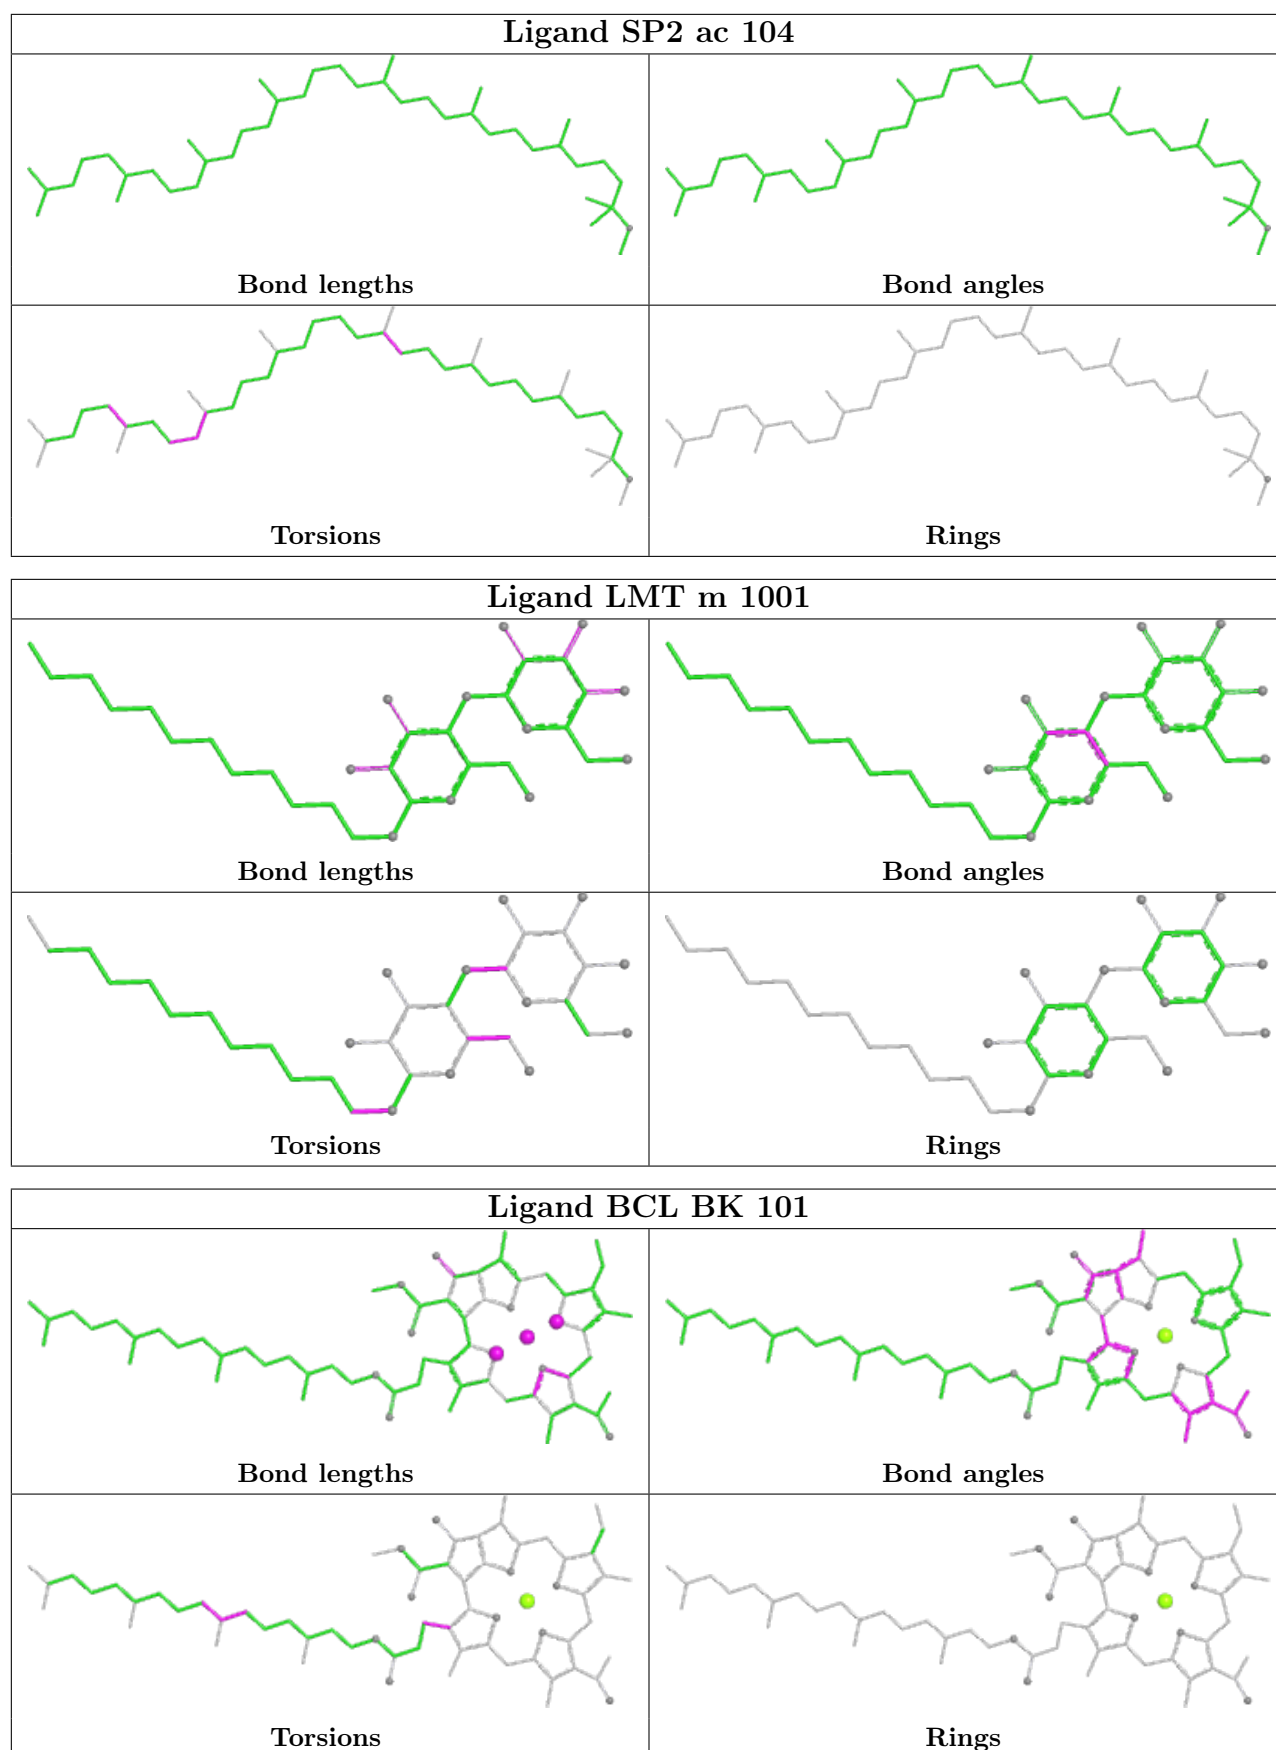 Ligand SP2 ac 104
Bond lengths
Bond angles
Torsions
Rings
Ligand LMT m 1001
Bond lengths
Bond angles
Torsions
Rings
Ligand BCL BK 101
Bond lengths
Bond angles
Torsions
Rings